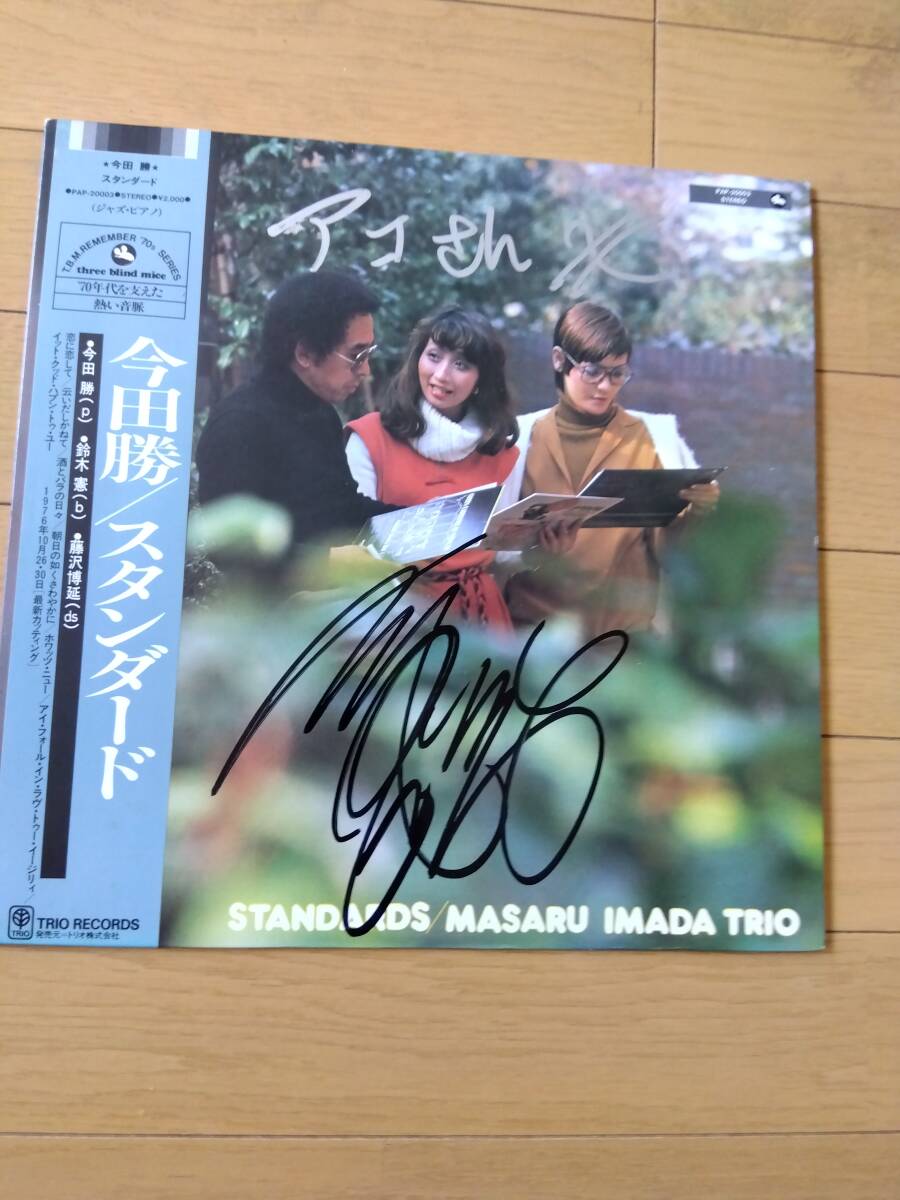 ★今田 勝★
スタンダード
●PAP-20003●STEREO●¥2,000●
(ジャズ・ピアノ)
T.B.M.REMEMBER '70s SERIES
three blind mice
'70年代を支えた
熱い音脈
今田勝/スタンダード
●今田 勝(p) ●鈴木 憲(b) ●藤沢博延(ds)
恋に恋して/云いだしかねて/酒とバラの日々/朝日の如くさわやかに/ホワッツ・ニュー/アイ・フォール・イン・ラヴ・トゥー・イージリィ/
イット・クッド・ハプン・トゥ・ユー
1976年10月26・30日[最新カッティング]
TRIO
TRIO RECORDS
発売元ートリオ株式会社
PAP-20003
STEREO
アコさん
STANDARDS/MASARU IMADA TRIO